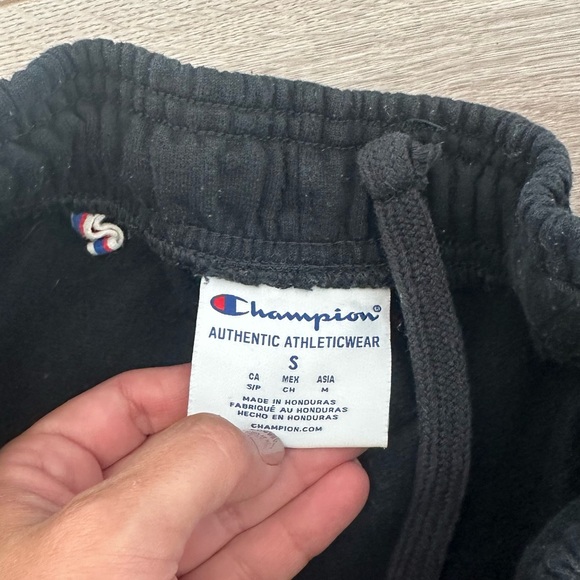 Champion®
AUTHENTIC ATHLETICWEAR
S
CA MEX ASIA
S/P CH M
MADE IN HONDURAS
FABRIQUÉ AU HONDURAS
HECHO EN HONDURAS
CHAMPION.COM